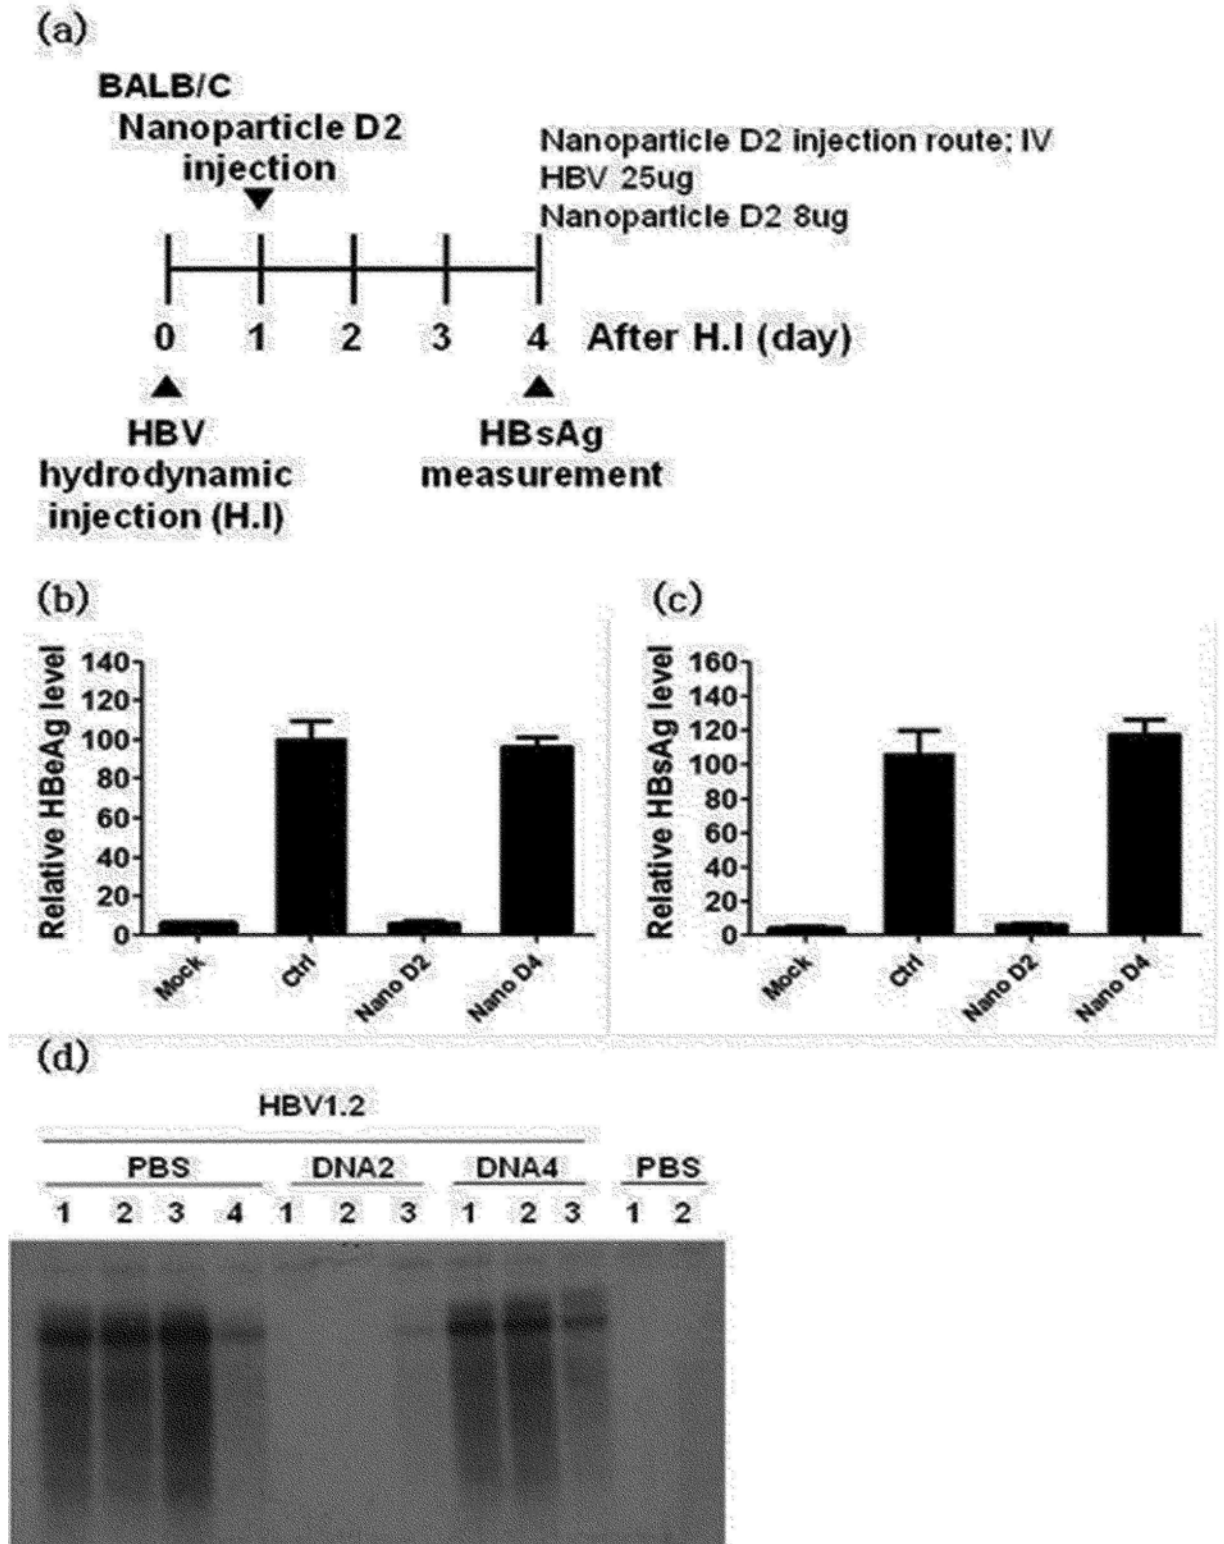 (a)
BALB/C
Nanoparticle D2
injection
Nanoparticle D2 injection route; IV
HBV 25ug
Nanoparticle D2 8ug
0 1 2 3 4 After H.I (day)
HBV
hydrodynamic
injection (H.I)
HBsAg
measurement
(b)
Relative HBeAg level
140
120
100
80
60
40
20
0
Mock Ctrl Nano D2 Nano D4
(c)
Relative HBsAg level
160
140
120
100
80
60
40
20
0
Mock Ctrl Nano D2 Nano D4
(d)
HBV1.2
PBS DNA2 DNA4 PBS
1 2 3 4 1 2 3 1 2 3 1 2